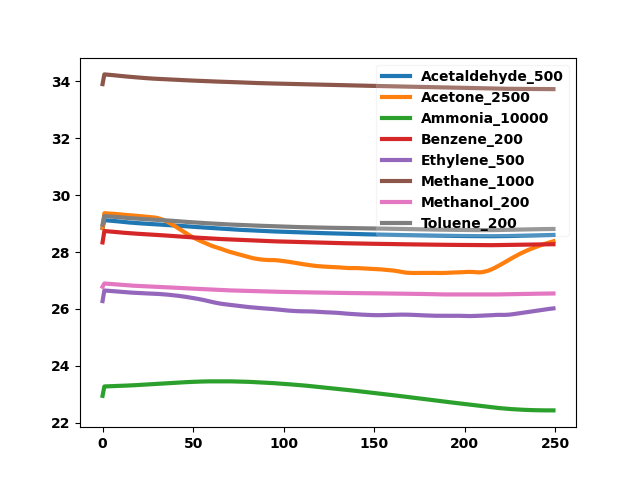 34
32
30
28
26
24
22
0 50 100 150 200 250
Acetaldehyde_500
Acetone_2500
Ammonia_10000
Benzene_200
Ethylene_500
Methane_1000
Methanol_200
Toluene_200